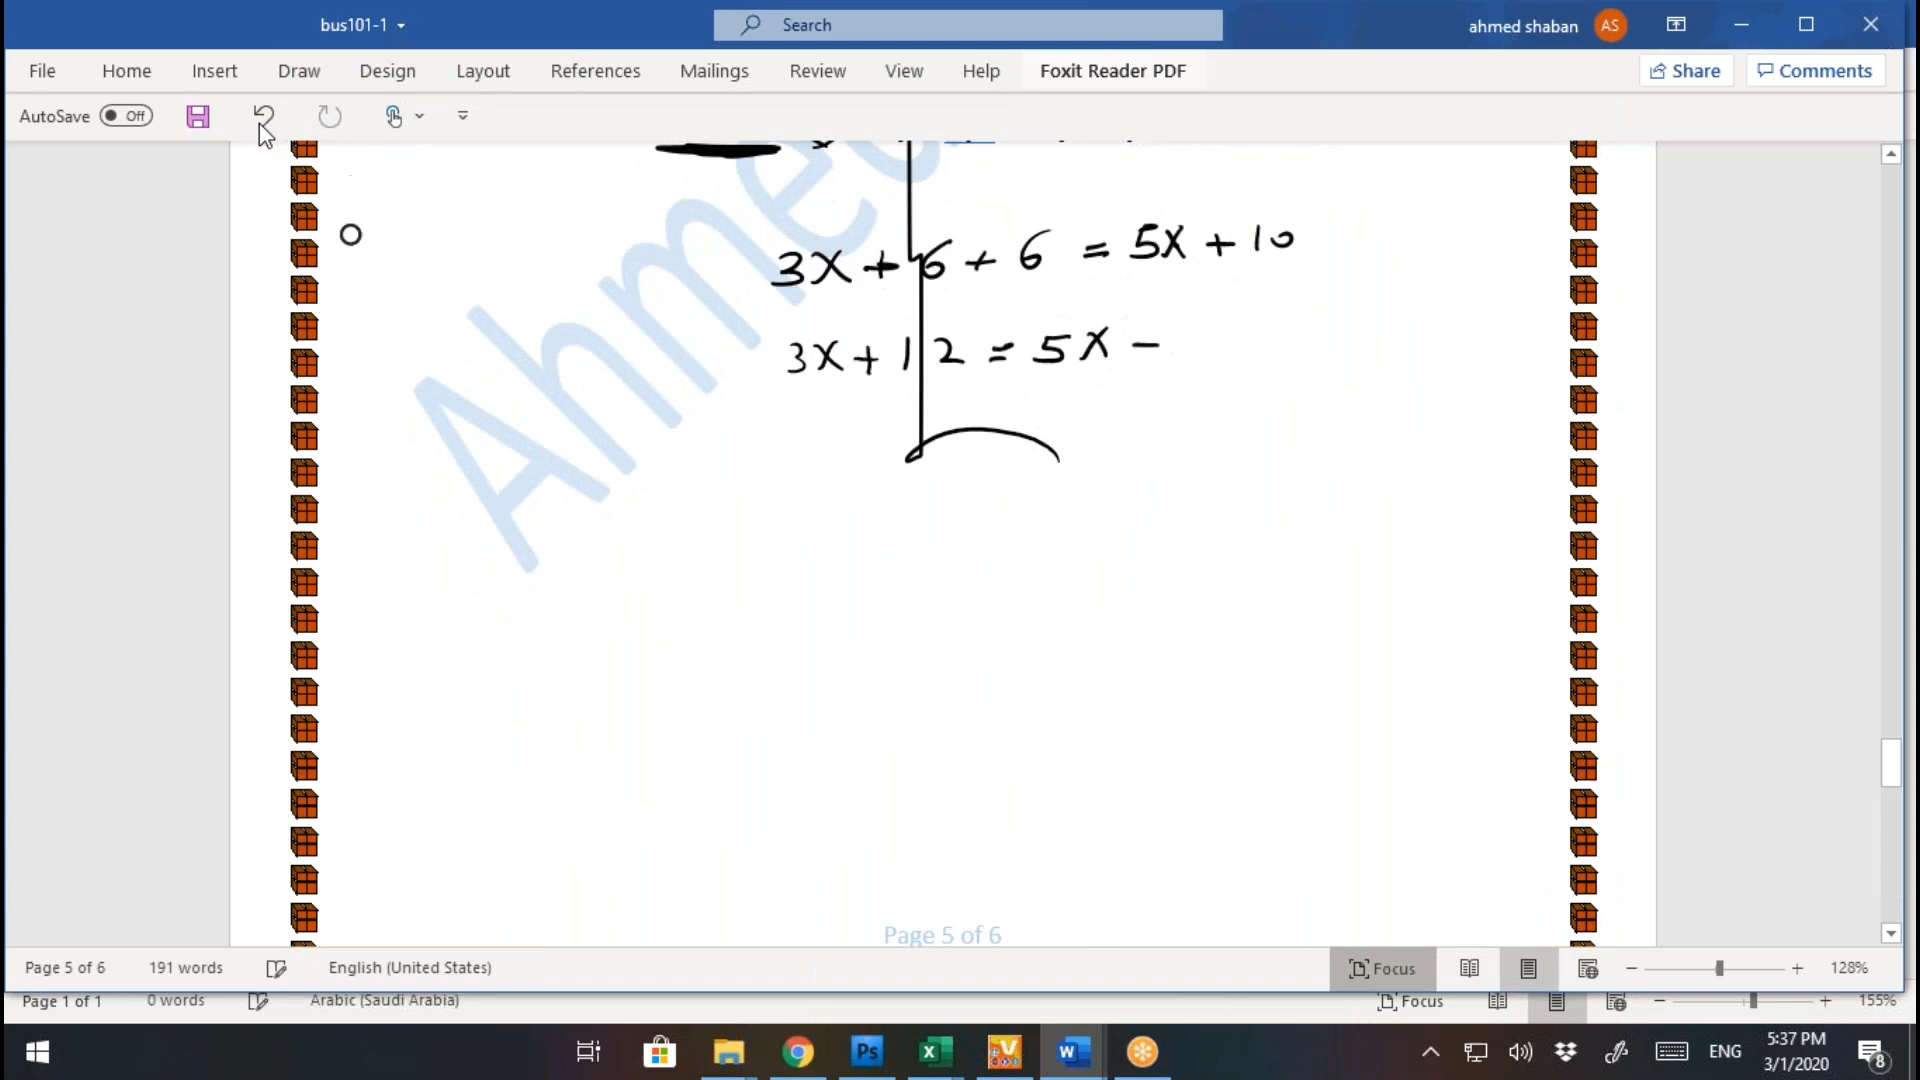 bus101-1
Search
ahmed shaban AS
File Home Insert Draw Design Layout References Mailings Review View Help Foxit Reader PDF Share Comments
AutoSave Off
Ahmed
3x + 6 + 6 = 5x + 10
3x + 12 = 5x -
Page 5 of 6
Page 5 of 6 191 words English (United States) Focus 128%
Page 1 of 1 0 words Arabic (Saudi Arabia) Focus 155%
Ps X V W ENG 5:37 PM
3/1/2020 8